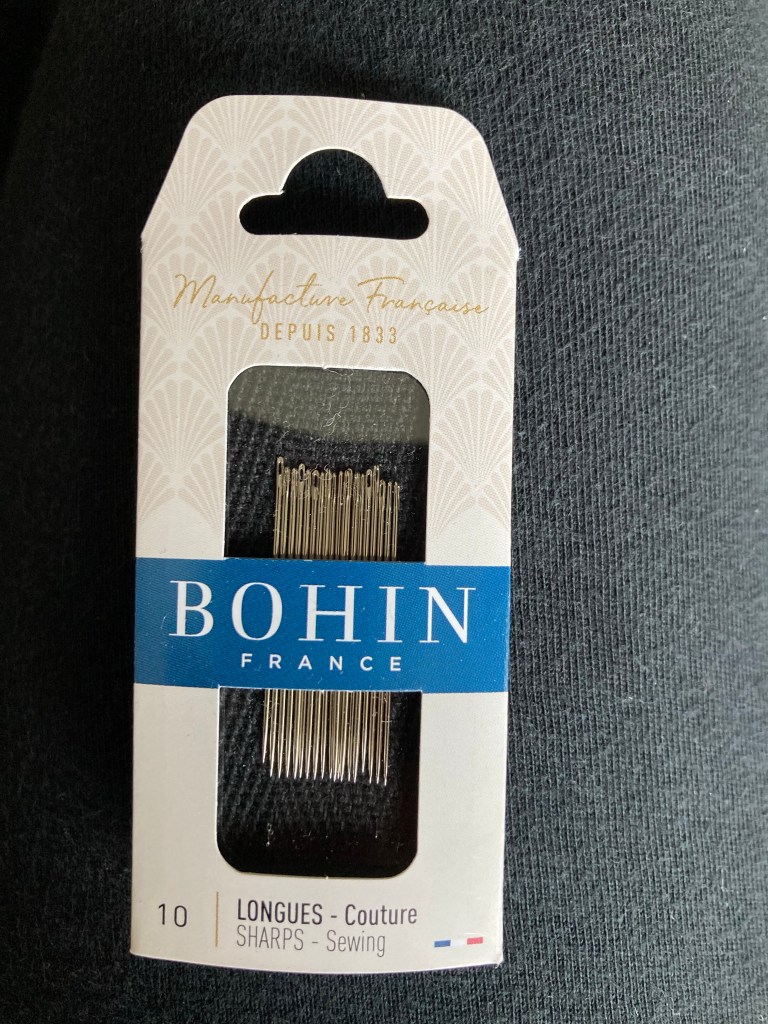 Manufacture Française
DEPUIS 1833
BOHIN
FRANCE
10
LONGUES - Couture
SHARPS - Sewing